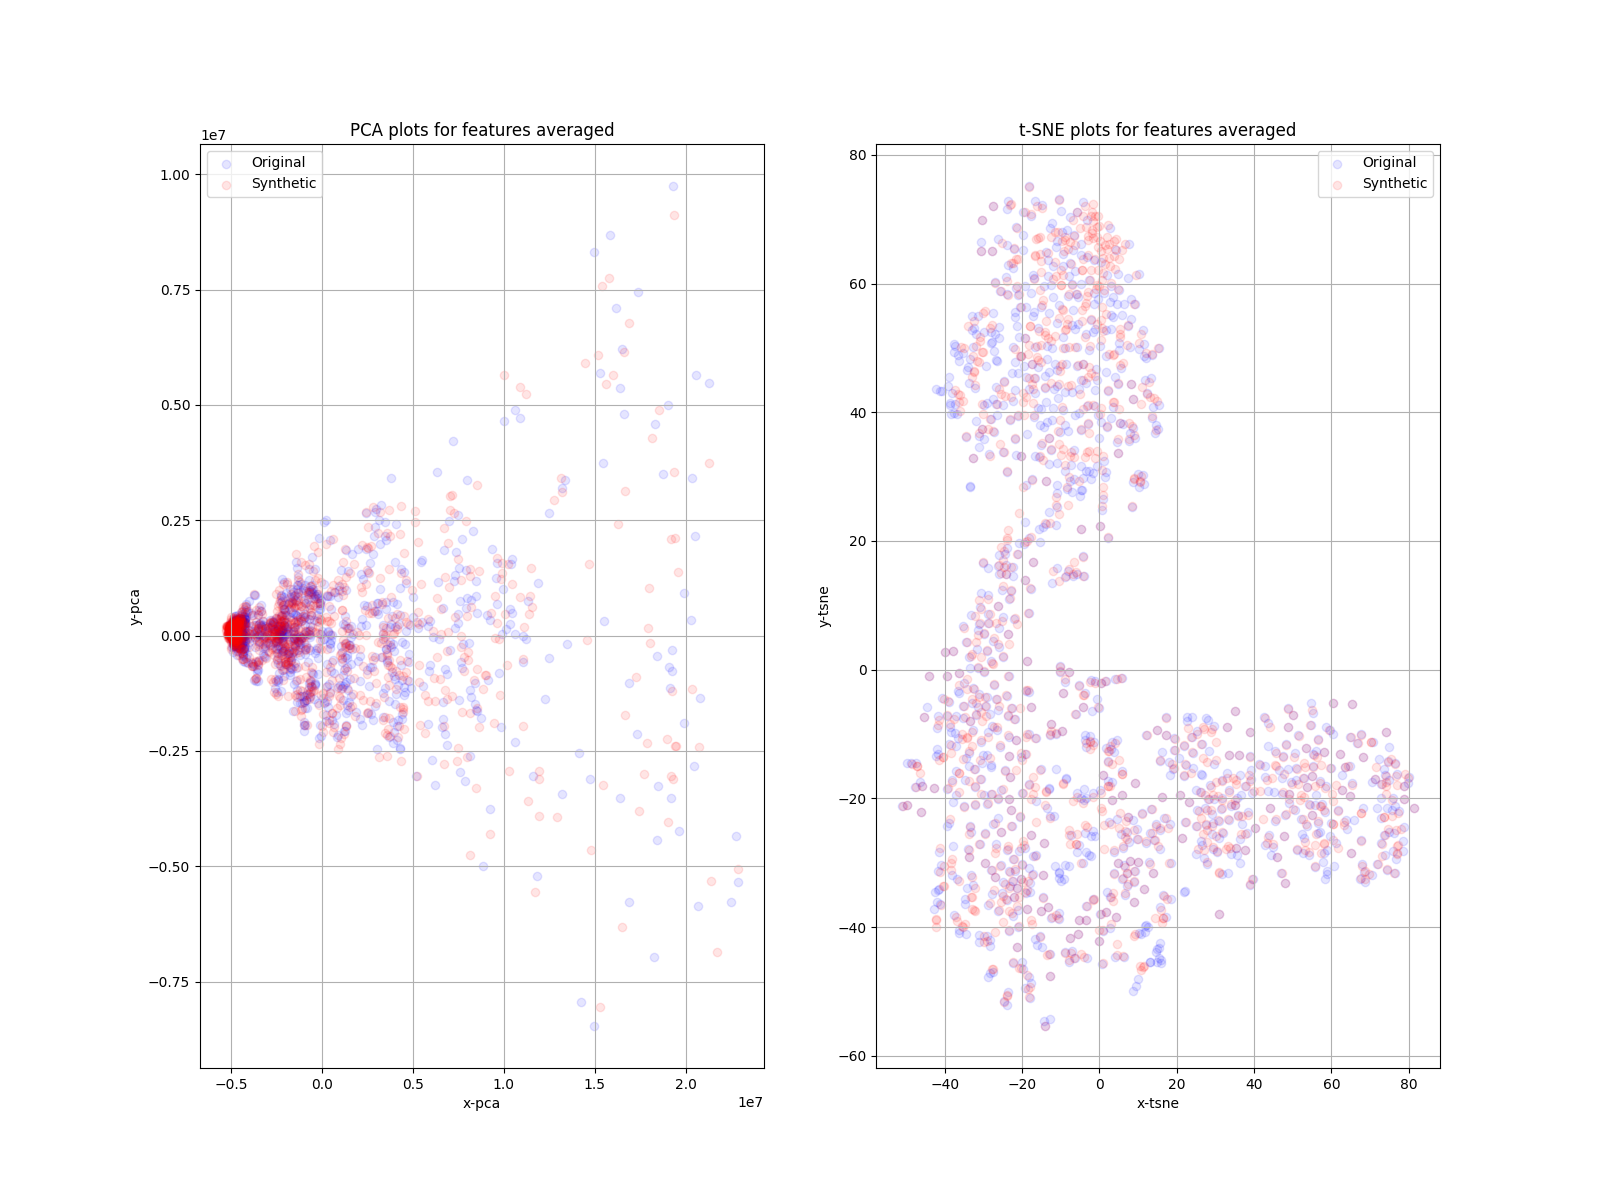 PCA plots for features averaged
1e7
Original
Synthetic
1.00
0.75
0.50
0.25
0.00
−0.25
−0.50
−0.75
y-pca
−0.5 0.0 0.5 1.0 1.5 2.0
x-pca
1e7
t-SNE plots for features averaged
Original
Synthetic
80
60
40
20
0
−20
−40
−60
y-tsne
−40 −20 0 20 40 60 80
x-tsne